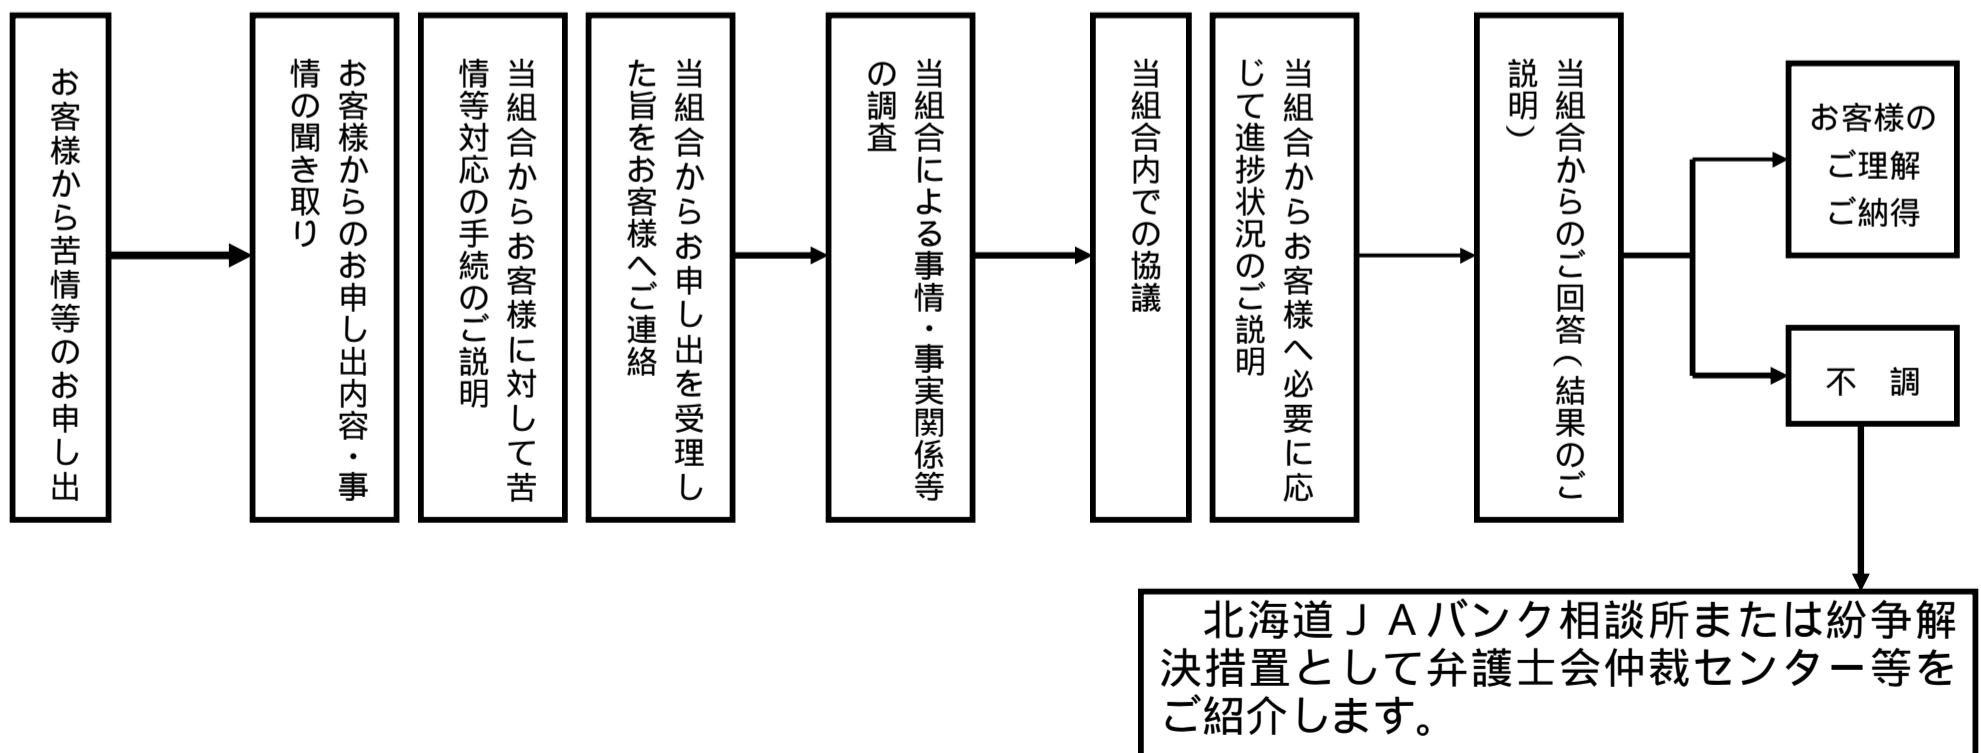 お客様から苦情等のお申し出
お客様からのお申し出内容・事
情の聞き取り
当組合からお客様に対して苦
情等対応の手続のご説明
当組合からお申し出を受理し
た旨をお客様へご連絡
当組合による事情・事実関係等
の調査
当組合内での協議
当組合からお客様へ必要に応
じて進捗状況のご説明
当組合からのご回答(結果のご
説明)
お客様の
ご理解
ご納得
不　調
北海道ＪＡバンク相談所または紛争解
決措置として弁護士会仲裁センター等を
ご紹介します。